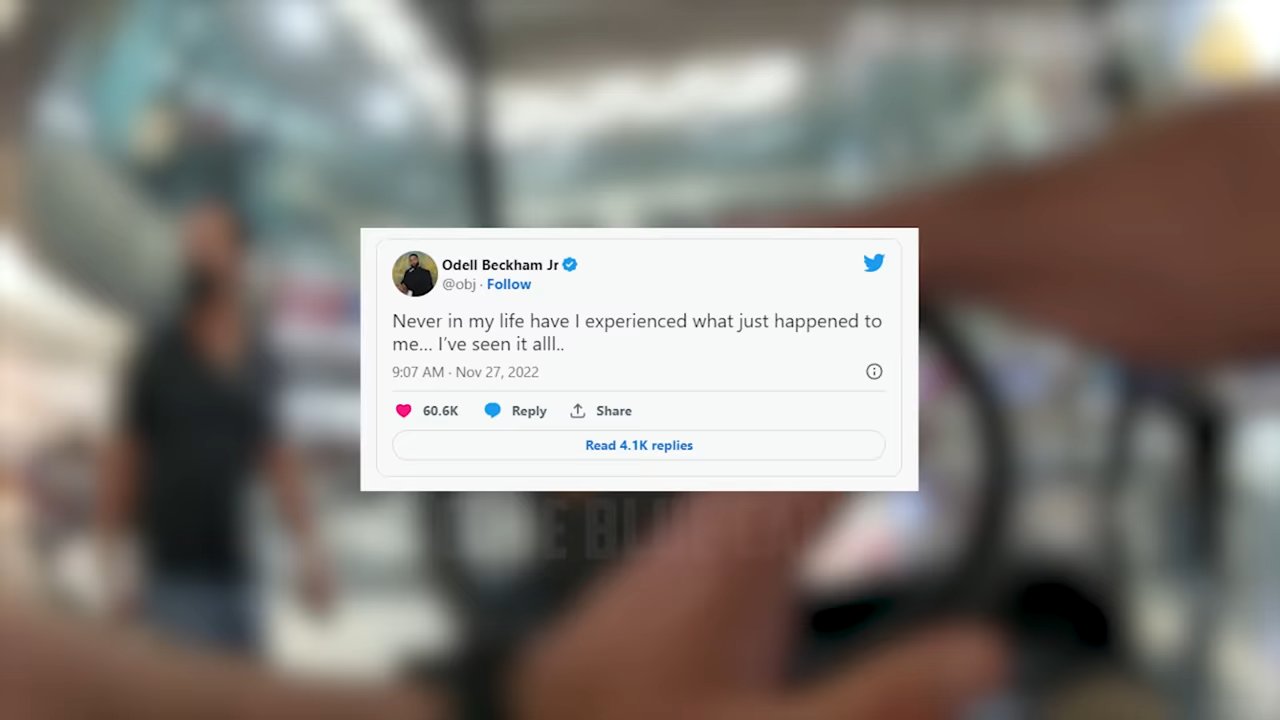 Odell Beckham Jr
@obj · Follow
Never in my life have I experienced what just happened to
me... I've seen it alll..
9:07 AM · Nov 27, 2022
60.6K Reply Share
Read 4.1K replies